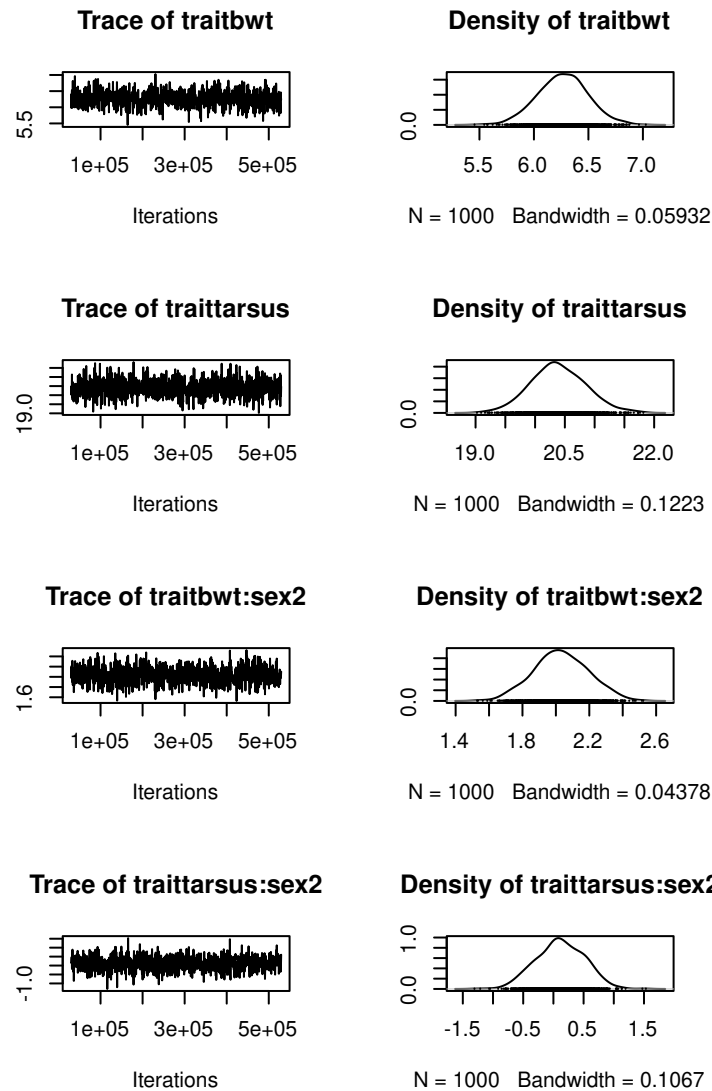 Trace of traitbwt
5.5
1e+05 3e+05 5e+05
Iterations
Density of traitbwt
0.0
5.5 6.0 6.5 7.0
N = 1000 Bandwidth = 0.05932
Trace of traittarsus
19.0
1e+05 3e+05 5e+05
Iterations
Density of traittarsus
0.0
19.0 20.5 22.0
N = 1000 Bandwidth = 0.1223
Trace of traitbwt:sex2
1.6
1e+05 3e+05 5e+05
Iterations
Density of traitbwt:sex2
0.0
1.4 1.8 2.2 2.6
N = 1000 Bandwidth = 0.04378
Trace of traittarsus:sex2
-1.0
1e+05 3e+05 5e+05
Iterations
Density of traittarsus:sex2
0.0 1.0
-1.5 -0.5 0.5 1.5
N = 1000 Bandwidth = 0.1067